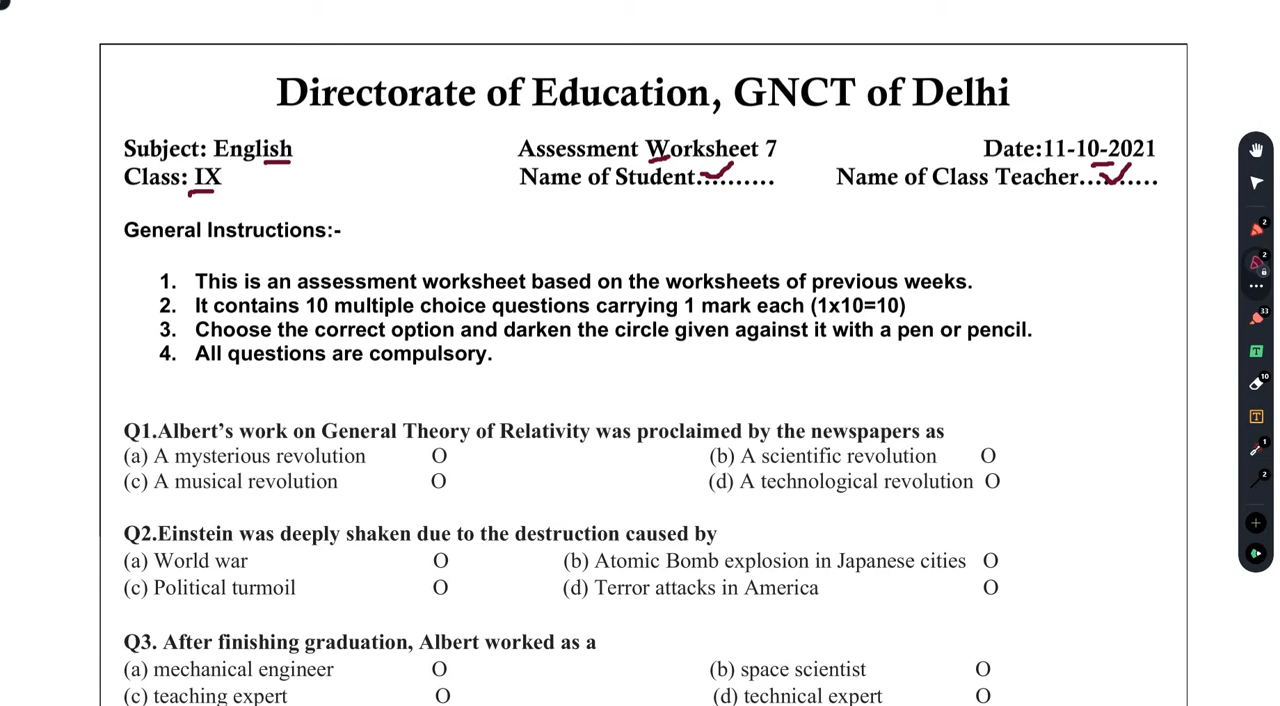 Directorate of Education, GNCT of Delhi
Subject: English Assessment Worksheet 7 Date:11-10-2021
Class: IX Name of Student.......... Name of Class Teacher..........
General Instructions:-
1. This is an assessment worksheet based on the worksheets of previous weeks.
2. It contains 10 multiple choice questions carrying 1 mark each (1x10=10)
3. Choose the correct option and darken the circle given against it with a pen or pencil.
4. All questions are compulsory.
Q1.Albert's work on General Theory of Relativity was proclaimed by the newspapers as
(a) A mysterious revolution O (b) A scientific revolution O
(c) A musical revolution O (d) A technological revolution O
Q2.Einstein was deeply shaken due to the destruction caused by
(a) World war O (b) Atomic Bomb explosion in Japanese cities O
(c) Political turmoil O (d) Terror attacks in America O
Q3. After finishing graduation, Albert worked as a
(a) mechanical engineer O (b) space scientist O
(c) teaching expert O (d) technical expert O
2
2
33
T
10
T
1
2